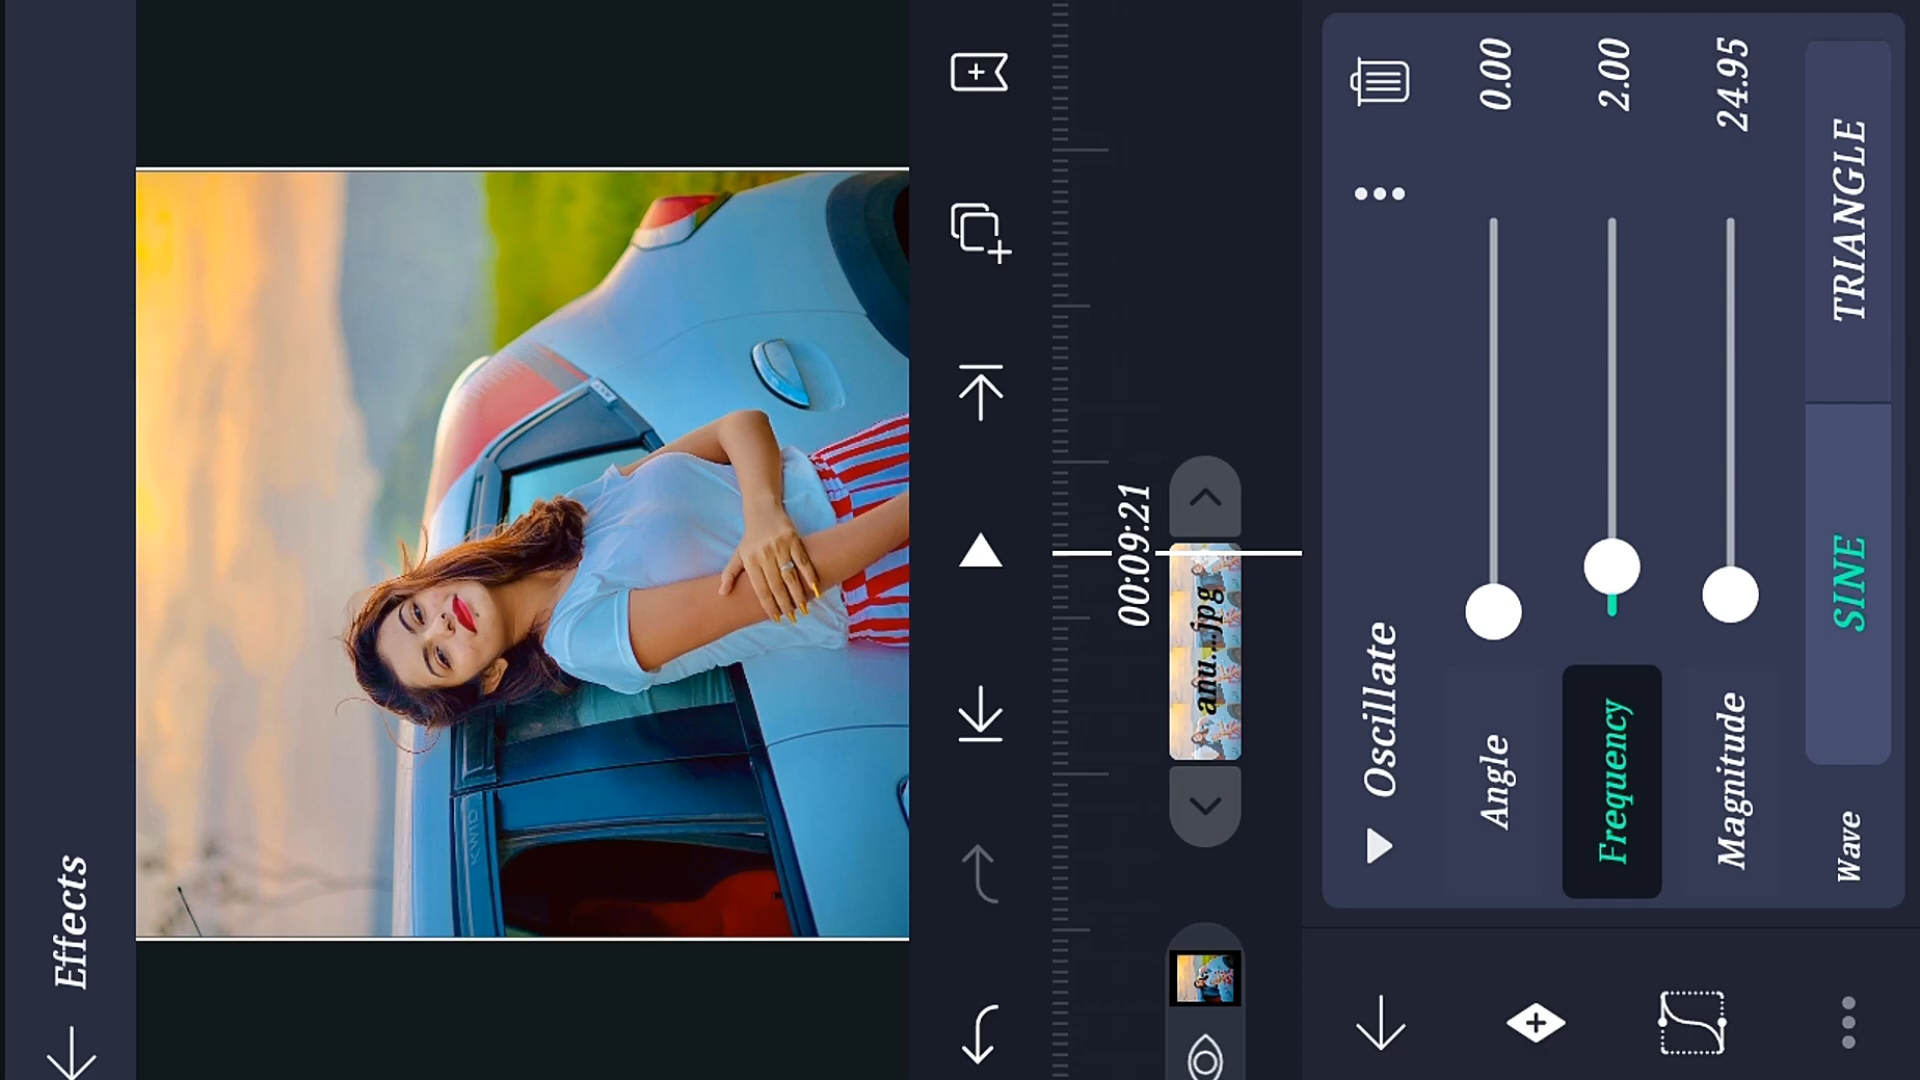 Effects
00:09:21
anu...jpg
Oscillate
Angle 0.00
Frequency 2.00
Magnitude 24.95
Wave SINE TRIANGLE
KWID